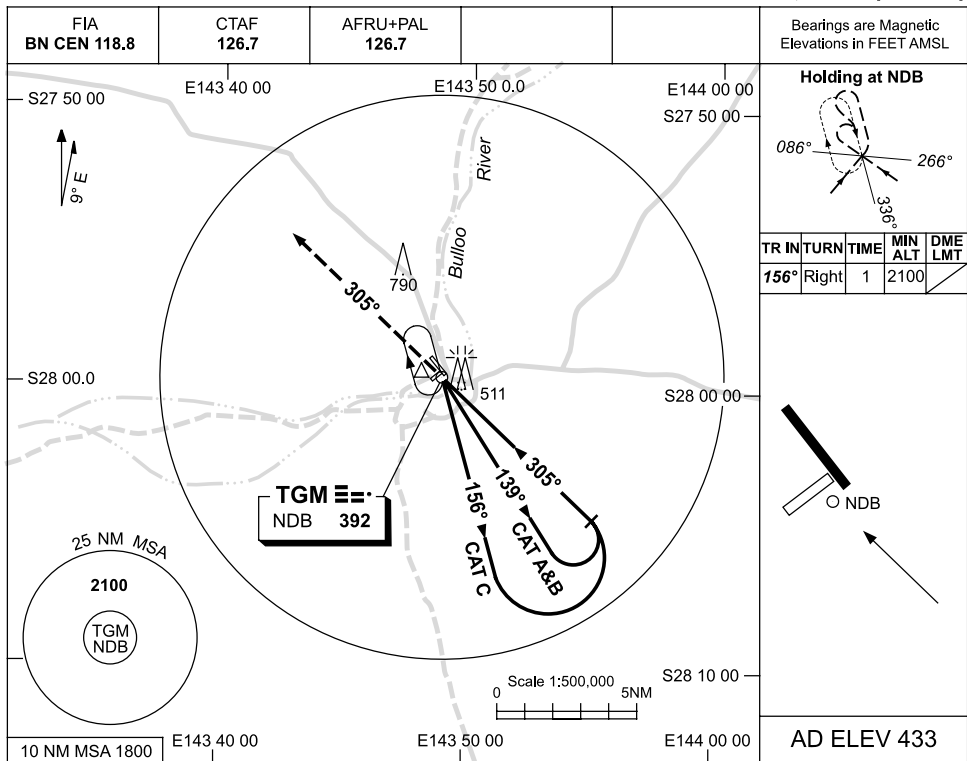 FIA
BN CEN 118.8
CTAF
126.7
AFRU+PAL
126.7
Bearings are Magnetic
Elevations in FEET AMSL
S27 50 00
E143 40 00
E143 50 0.0
E144 00 00
S27 50 00
9° E
River
Bulloo
790
305°
S28 00.0
511
S28 00 00
TGM
NDB 392
305°
139°
156°
CAT A&B
CAT C
25 NM MSA
2100
TGM
NDB
S28 10 00
Scale 1:500,000
0 5NM
10 NM MSA 1800
E143 40 00
E143 50 00
E144 00 00
Holding at NDB
086°
266°
336°
TR IN TURN TIME MIN ALT DME LMT
156° Right 1 2100
NDB
AD ELEV 433